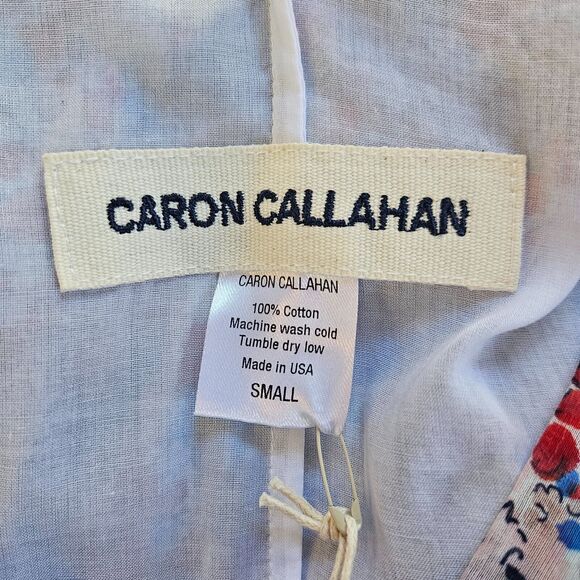 CARON CALLAHAN
CARON CALLAHAN
100% Cotton
Machine wash cold
Tumble dry low
Made in USA
SMALL